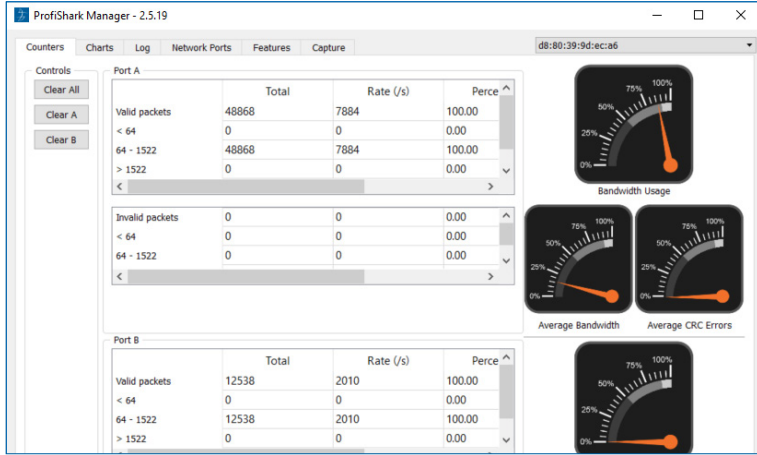 ProfiShark Manager - 2.5.19
Counters Charts Log Network Ports Features Capture d8:80:39:9d:ec:a6
Controls
Clear All
Clear A
Clear B
Port A
Total Rate (/s) Perce
Valid packets 48868 7884 100.00
< 64 0 0 0.00
64 - 1522 48868 7884 100.00
> 1522 0 0 0.00
Invalid packets 0 0 0.00
< 64 0 0 0.00
64 - 1522 0 0 0.00
0% 25% 50% 75% 100%
Bandwidth Usage
0% 25% 50% 75% 100%
Average Bandwidth
0% 25% 50% 75% 100%
Average CRC Errors
Port B
Total Rate (/s) Perce
Valid packets 12538 2010 100.00
< 64 0 0 0.00
64 - 1522 12538 2010 100.00
> 1522 0 0 0.00
0% 25% 50% 75% 100%